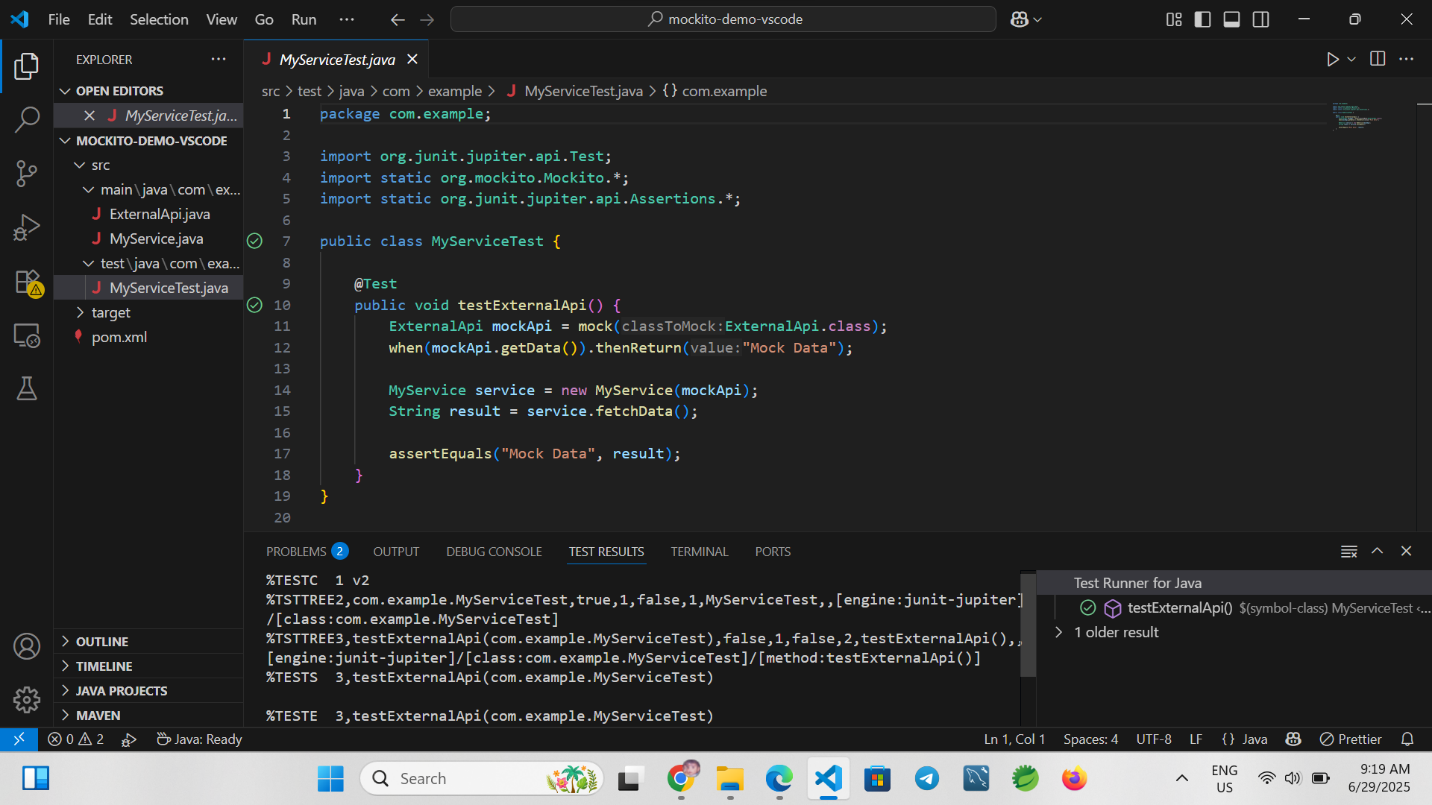 File Edit Selection View Go Run ··· mockito-demo-vscode
EXPLORER ···
OPEN EDITORS
MyServiceTest.ja...
MOCKITO-DEMO-VSCODE
src
main\java\com\ex...
ExternalApi.java
MyService.java
test\java\com\exa...
MyServiceTest.java
target
pom.xml
OUTLINE
TIMELINE
JAVA PROJECTS
MAVEN
MyServiceTest.java
src > test > java > com > example > MyServiceTest.java > {} com.example
1 package com.example;
2
3 import org.junit.jupiter.api.Test;
4 import static org.mockito.Mockito.*;
5 import static org.junit.jupiter.api.Assertions.*;
6
7 public class MyServiceTest {
8
9 @Test
10 public void testExternalApi() {
11 ExternalApi mockApi = mock(classToMock:ExternalApi.class);
12 when(mockApi.getData()).thenReturn(value:"Mock Data");
13
14 MyService service = new MyService(mockApi);
15 String result = service.fetchData();
16
17 assertEquals("Mock Data", result);
18 }
19 }
20
PROBLEMS 2 OUTPUT DEBUG CONSOLE TEST RESULTS TERMINAL PORTS
%TESTC 1 v2
%TSTTREE2,com.example.MyServiceTest,true,1,false,1,MyServiceTest,,[engine:junit-jupiter]
/[class:com.example.MyServiceTest]
%TSTTREE3,testExternalApi(com.example.MyServiceTest),false,1,false,2,testExternalApi(),,
[engine:junit-jupiter]/[class:com.example.MyServiceTest]/[method:testExternalApi()]
%TESTS 3,testExternalApi(com.example.MyServiceTest)
%TESTE 3,testExternalApi(com.example.MyServiceTest)
Test Runner for Java
testExternalApi() $(symbol-class) MyServiceTest <...
1 older result
0 2 Java: Ready Ln 1, Col 1 Spaces: 4 UTF-8 LF {} Java Prettier
Search
ENG
US
9:19 AM
6/29/2025